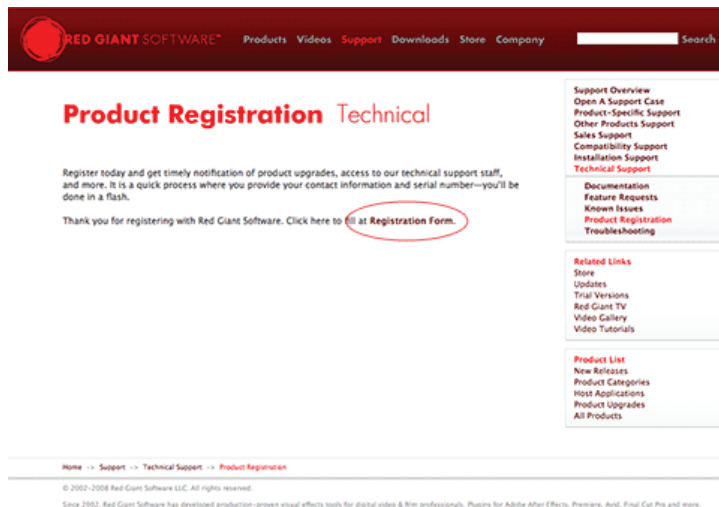 RED GIANT SOFTWARE™ Products Videos Support Downloads Store Company Search
Product Registration Technical
Register today and get timely notification of product upgrades, access to our technical support staff,
and more. It is a quick process where you provide your contact information and serial number—you'll be
done in a flash.
Thank you for registering with Red Giant Software. Click here to fill at Registration Form.
Support Overview
Open A Support Case
Product-Specific Support
Other Products Support
Sales Support
Compatibility Support
Installation Support
Technical Support
Documentation
Feature Requests
Known Issues
Product Registration
Troubleshooting
Related Links
Store
Updates
Trial Versions
Red Giant TV
Video Gallery
Video Tutorials
Product List
New Releases
Product Categories
Host Applications
Product Upgrades
All Products
Home -> Support -> Technical Support -> Product Registration
© 2002-2008 Red Giant Software LLC. All rights reserved.
Since 2002, Red Giant Software has developed production-proven visual effects tools for digital video & film professionals. Plugins for Adobe After Effects, Premiere, Avid, Final Cut Pro and more.